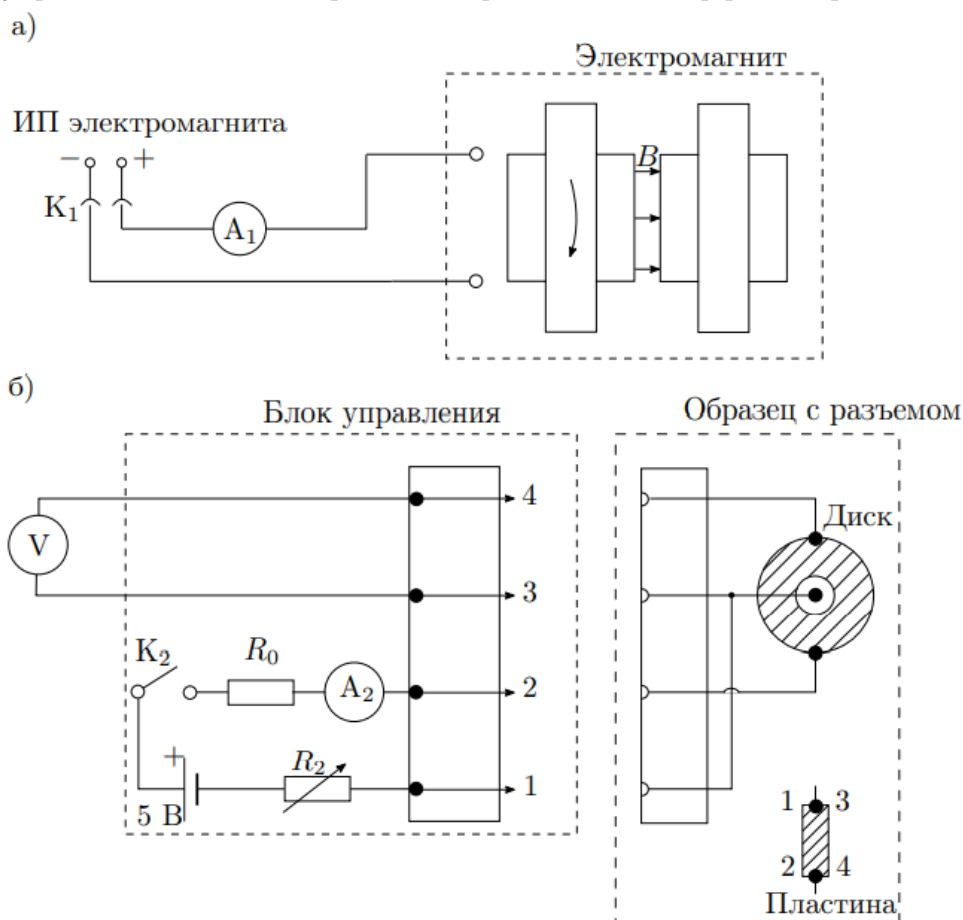 а)
Электромагнит
ИП электромагнита
− +
B
K₁
A₁
б)
Блок управления
Образец с разъемом
4
Диск
V
3
K₂
R₀
A₂
2
+
R₂
1
5 В
1 3
2 4
Пластина